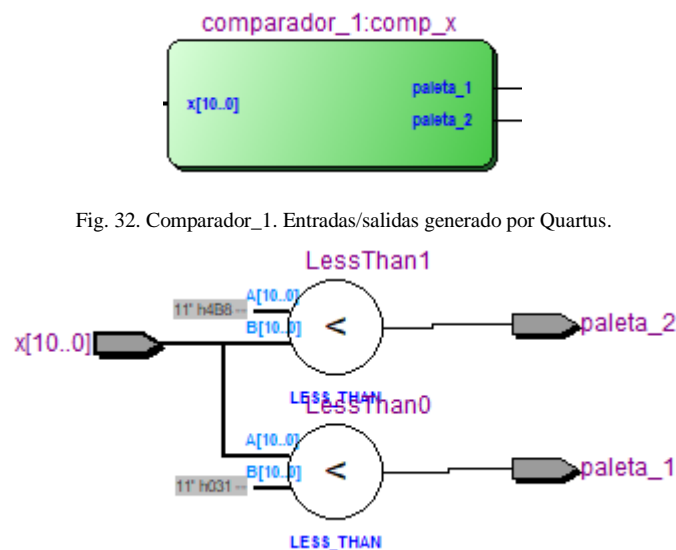 comparador_1:comp_x
x[10..0]
paleta_1
paleta_2
Fig. 32. Comparador_1. Entradas/salidas generado por Quartus.
LessThan1
11' h4B8 --
A[10..0]
B[10..0]
<
x[10..0]
paleta_2
LESS_THAN
LessThan0
A[10..0]
B[10..0]
11' h031 --
<
paleta_1
LESS_THAN